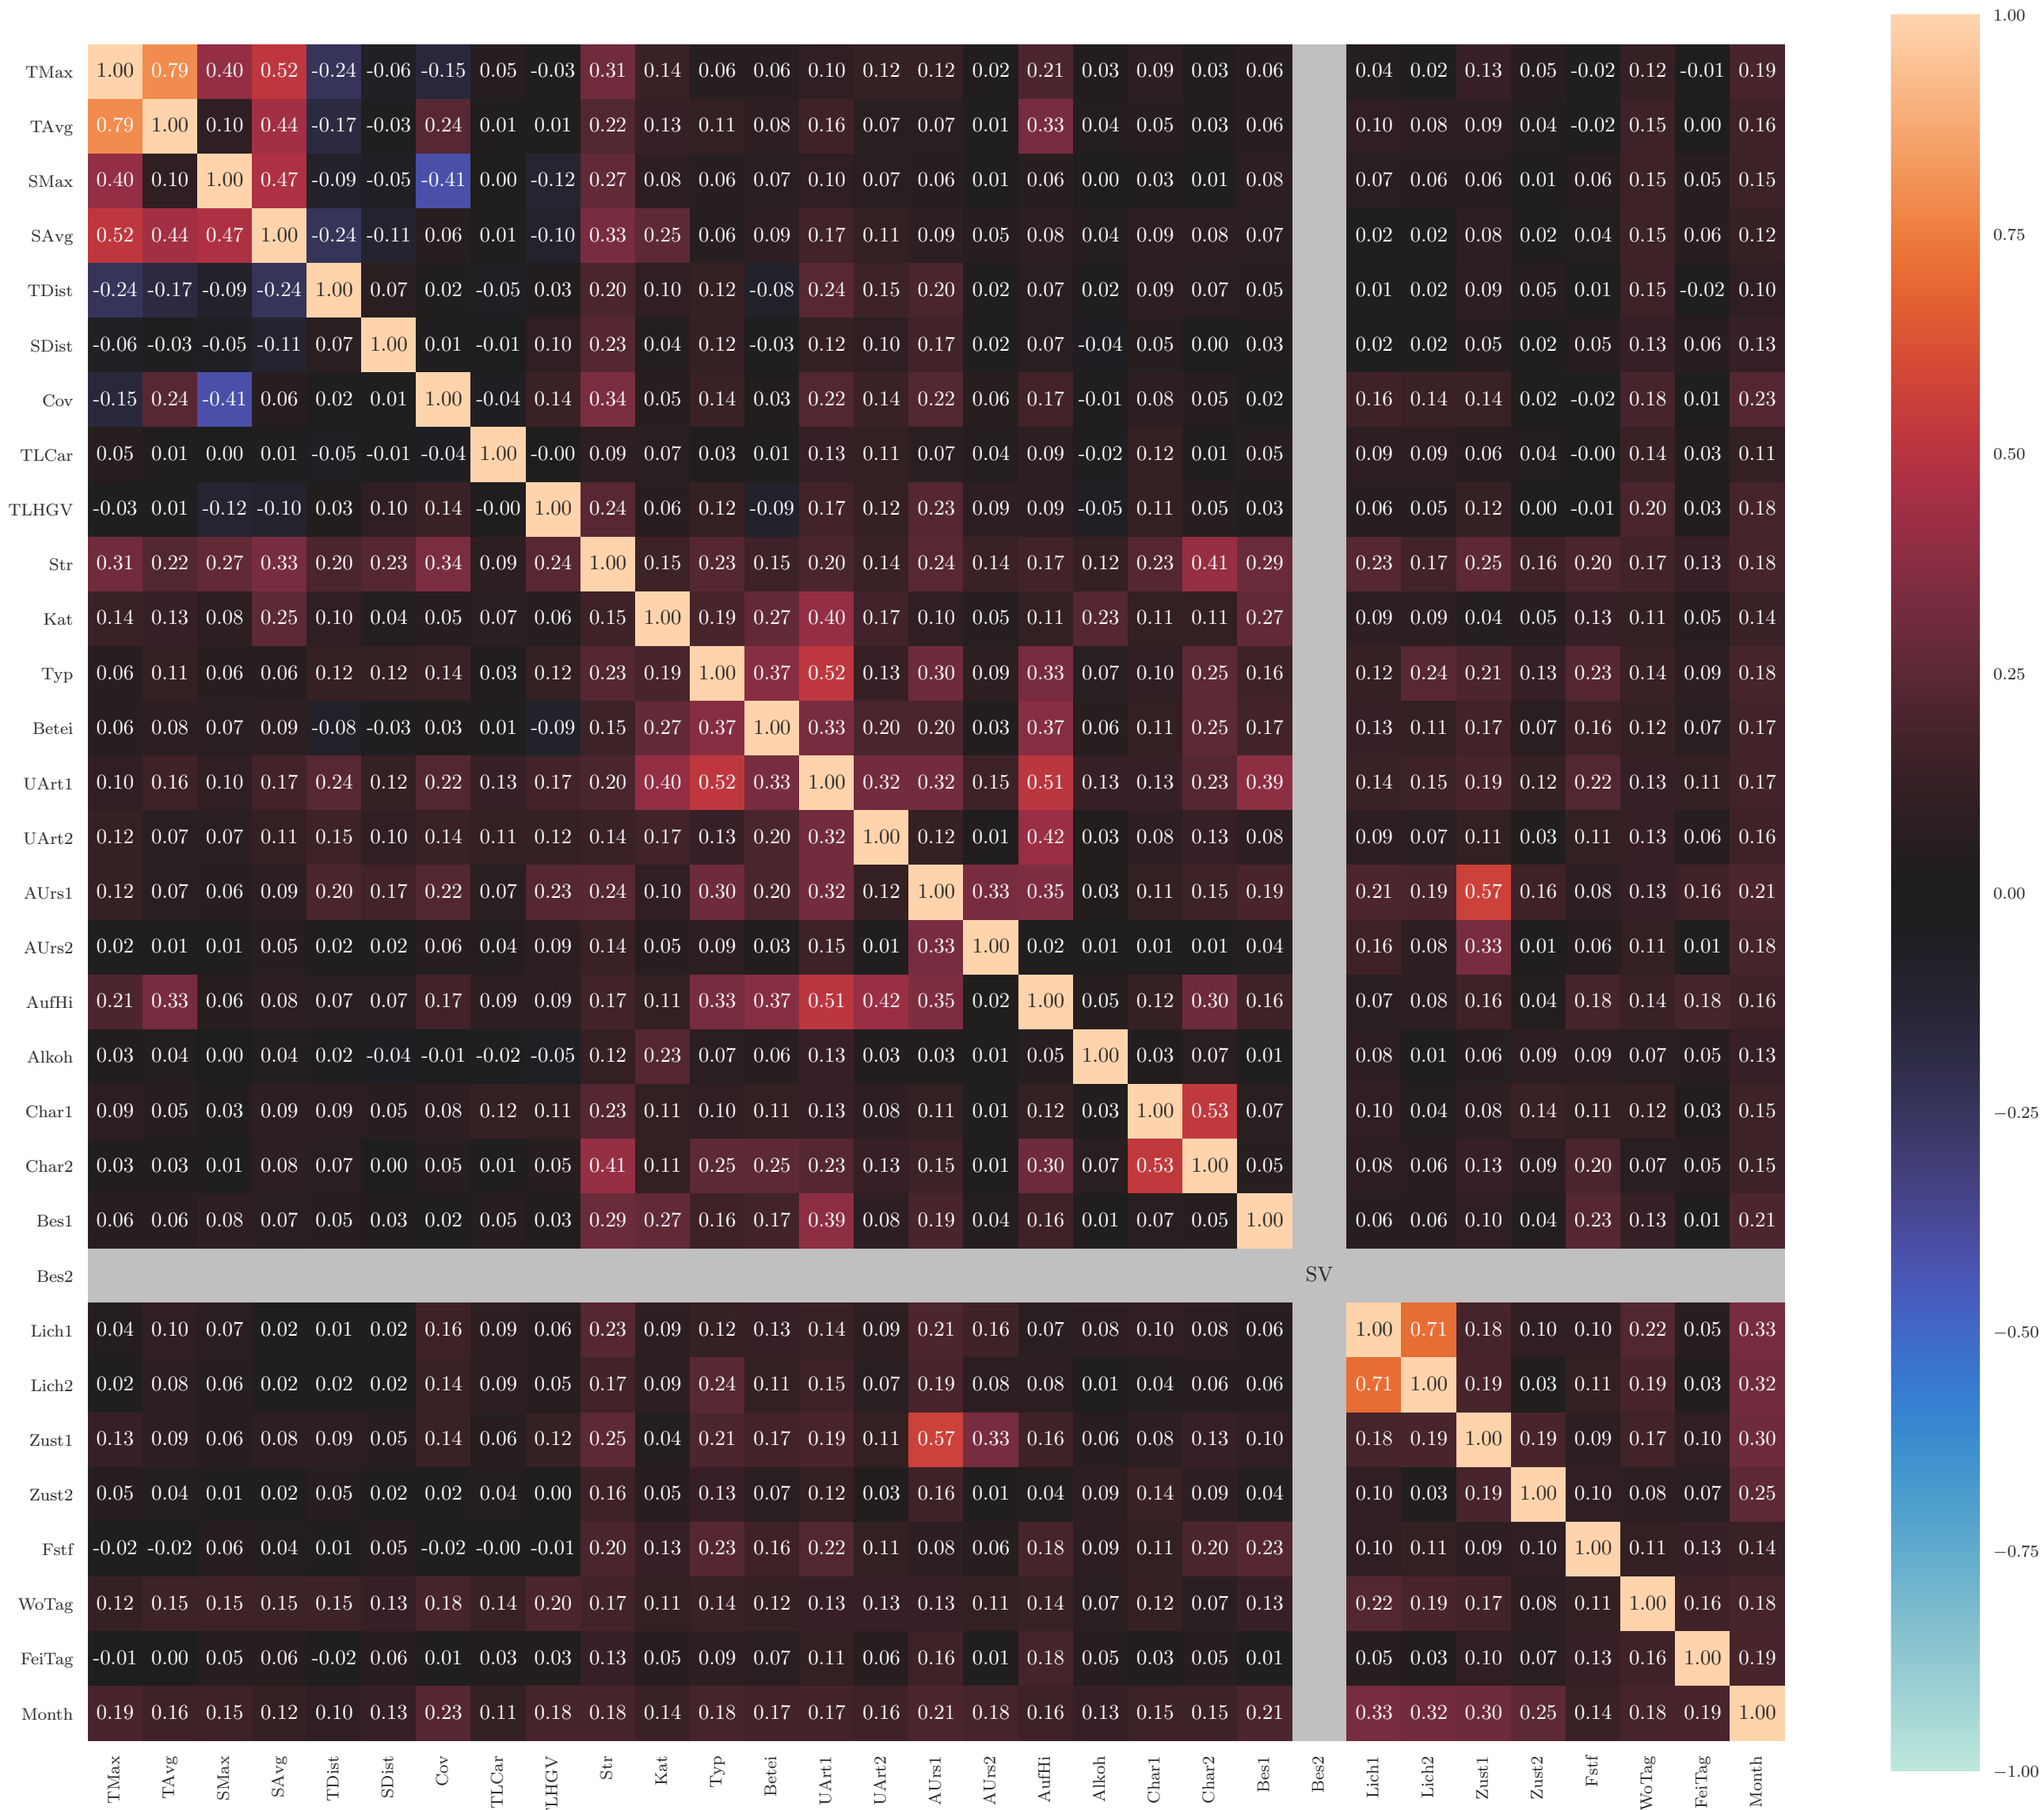 1.00
TMax 1.00 0.79 0.40 0.52 -0.24 -0.06 -0.15 0.05 -0.03 0.31 0.14 0.06 0.06 0.10 0.12 0.12 0.02 0.21 0.03 0.09 0.03 0.06 0.04 0.02 0.13 0.05 -0.02 0.12 -0.01 0.19
TAvg 0.79 1.00 0.10 0.44 -0.17 -0.03 0.24 0.01 0.01 0.22 0.13 0.11 0.08 0.16 0.07 0.07 0.01 0.33 0.04 0.05 0.03 0.06 0.10 0.08 0.09 0.04 -0.02 0.15 0.00 0.16
SMax 0.40 0.10 1.00 0.47 -0.09 -0.05 -0.41 0.00 -0.12 0.27 0.08 0.06 0.07 0.10 0.07 0.06 0.01 0.06 0.00 0.03 0.01 0.08 0.07 0.06 0.06 0.01 0.06 0.15 0.05 0.15
SAvg 0.52 0.44 0.47 1.00 -0.24 -0.11 0.06 0.01 -0.10 0.33 0.25 0.06 0.09 0.17 0.11 0.09 0.05 0.08 0.04 0.09 0.08 0.07 0.02 0.02 0.08 0.02 0.04 0.15 0.06 0.12
0.75
TDist -0.24 -0.17 -0.09 -0.24 1.00 0.07 0.02 -0.05 0.03 0.20 0.10 0.12 -0.08 0.24 0.15 0.20 0.02 0.07 0.02 0.09 0.07 0.05 0.01 0.02 0.09 0.05 0.01 0.15 -0.02 0.10
SDist -0.06 -0.03 -0.05 -0.11 0.07 1.00 0.01 -0.01 0.10 0.23 0.04 0.12 -0.03 0.12 0.10 0.17 0.02 0.07 -0.04 0.05 0.00 0.03 0.02 0.02 0.05 0.02 0.05 0.13 0.06 0.13
Cov -0.15 0.24 -0.41 0.06 0.02 0.01 1.00 -0.04 0.14 0.34 0.05 0.14 0.03 0.22 0.14 0.22 0.06 0.17 -0.01 0.08 0.05 0.02 0.16 0.14 0.14 0.02 -0.02 0.18 0.01 0.23
TLCar 0.05 0.01 0.00 0.01 -0.05 -0.01 -0.04 1.00 -0.00 0.09 0.07 0.03 0.01 0.13 0.11 0.07 0.04 0.09 -0.02 0.12 0.01 0.05 0.09 0.09 0.06 0.04 -0.00 0.14 0.03 0.11
0.50
TLHGV -0.03 0.01 -0.12 -0.10 0.03 0.10 0.14 -0.00 1.00 0.24 0.06 0.12 -0.09 0.17 0.12 0.23 0.09 0.09 -0.05 0.11 0.05 0.03 0.06 0.05 0.12 0.00 -0.01 0.20 0.03 0.18
Str 0.31 0.22 0.27 0.33 0.20 0.23 0.34 0.09 0.24 1.00 0.15 0.23 0.15 0.20 0.14 0.24 0.14 0.17 0.12 0.23 0.41 0.29 0.23 0.17 0.25 0.16 0.20 0.17 0.13 0.18
Kat 0.14 0.13 0.08 0.25 0.10 0.04 0.05 0.07 0.06 0.15 1.00 0.19 0.27 0.40 0.17 0.10 0.05 0.11 0.23 0.11 0.11 0.27 0.09 0.09 0.04 0.05 0.13 0.11 0.05 0.14
Typ 0.06 0.11 0.06 0.06 0.12 0.12 0.14 0.03 0.12 0.23 0.19 1.00 0.37 0.52 0.13 0.30 0.09 0.33 0.07 0.10 0.25 0.16 0.12 0.24 0.21 0.13 0.23 0.14 0.09 0.18
0.25
Betei 0.06 0.08 0.07 0.09 -0.08 -0.03 0.03 0.01 -0.09 0.15 0.27 0.37 1.00 0.33 0.20 0.20 0.03 0.37 0.06 0.11 0.25 0.17 0.13 0.11 0.17 0.07 0.16 0.12 0.07 0.17
UArt1 0.10 0.16 0.10 0.17 0.24 0.12 0.22 0.13 0.17 0.20 0.40 0.52 0.33 1.00 0.32 0.32 0.15 0.51 0.13 0.13 0.23 0.39 0.14 0.15 0.19 0.12 0.22 0.13 0.11 0.17
UArt2 0.12 0.07 0.07 0.11 0.15 0.10 0.14 0.11 0.12 0.14 0.17 0.13 0.20 0.32 1.00 0.12 0.01 0.42 0.03 0.08 0.13 0.08 0.09 0.07 0.11 0.03 0.11 0.13 0.06 0.16
AUrs1 0.12 0.07 0.06 0.09 0.20 0.17 0.22 0.07 0.23 0.24 0.10 0.30 0.20 0.32 0.12 1.00 0.33 0.35 0.03 0.11 0.15 0.19 0.21 0.19 0.57 0.16 0.08 0.13 0.16 0.21
0.00
AUrs2 0.02 0.01 0.01 0.05 0.02 0.02 0.06 0.04 0.09 0.14 0.05 0.09 0.03 0.15 0.01 0.33 1.00 0.02 0.01 0.01 0.01 0.04 0.16 0.08 0.33 0.01 0.06 0.11 0.01 0.18
AufHi 0.21 0.33 0.06 0.08 0.07 0.07 0.17 0.09 0.09 0.17 0.11 0.33 0.37 0.51 0.42 0.35 0.02 1.00 0.05 0.12 0.30 0.16 0.07 0.08 0.16 0.04 0.18 0.14 0.18 0.16
Alkoh 0.03 0.04 0.00 0.04 0.02 -0.04 -0.01 -0.02 -0.05 0.12 0.23 0.07 0.06 0.13 0.03 0.03 0.01 0.05 1.00 0.03 0.07 0.01 0.08 0.01 0.06 0.09 0.09 0.07 0.05 0.13
Char1 0.09 0.05 0.03 0.09 0.09 0.05 0.08 0.12 0.11 0.23 0.11 0.10 0.11 0.13 0.08 0.11 0.01 0.12 0.03 1.00 0.53 0.07 0.10 0.04 0.08 0.14 0.11 0.12 0.03 0.15
−0.25
Char2 0.03 0.03 0.01 0.08 0.07 0.00 0.05 0.01 0.05 0.41 0.11 0.25 0.25 0.23 0.13 0.15 0.01 0.30 0.07 0.53 1.00 0.05 0.08 0.06 0.13 0.09 0.20 0.07 0.05 0.15
Bes1 0.06 0.06 0.08 0.07 0.05 0.03 0.02 0.05 0.03 0.29 0.27 0.16 0.17 0.39 0.08 0.19 0.04 0.16 0.01 0.07 0.05 1.00 0.06 0.06 0.10 0.04 0.23 0.13 0.01 0.21
Bes2 SV
Lich1 0.04 0.10 0.07 0.02 0.01 0.02 0.16 0.09 0.06 0.23 0.09 0.12 0.13 0.14 0.09 0.21 0.16 0.07 0.08 0.10 0.08 0.06 1.00 0.71 0.18 0.10 0.10 0.22 0.05 0.33
−0.50
Lich2 0.02 0.08 0.06 0.02 0.02 0.02 0.14 0.09 0.05 0.17 0.09 0.24 0.11 0.15 0.07 0.19 0.08 0.08 0.01 0.04 0.06 0.06 0.71 1.00 0.19 0.03 0.11 0.19 0.03 0.32
Zust1 0.13 0.09 0.06 0.08 0.09 0.05 0.14 0.06 0.12 0.25 0.04 0.21 0.17 0.19 0.11 0.57 0.33 0.16 0.06 0.08 0.13 0.10 0.18 0.19 1.00 0.19 0.09 0.17 0.10 0.30
Zust2 0.05 0.04 0.01 0.02 0.05 0.02 0.02 0.04 0.00 0.16 0.05 0.13 0.07 0.12 0.03 0.16 0.01 0.04 0.09 0.14 0.09 0.04 0.10 0.03 0.19 1.00 0.10 0.08 0.07 0.25
Fstf -0.02 -0.02 0.06 0.04 0.01 0.05 -0.02 -0.00 -0.01 0.20 0.13 0.23 0.16 0.22 0.11 0.08 0.06 0.18 0.09 0.11 0.20 0.23 0.10 0.11 0.09 0.10 1.00 0.11 0.13 0.14
−0.75
WoTag 0.12 0.15 0.15 0.15 0.15 0.13 0.18 0.14 0.20 0.17 0.11 0.14 0.12 0.13 0.13 0.13 0.11 0.14 0.07 0.12 0.07 0.13 0.22 0.19 0.17 0.08 0.11 1.00 0.16 0.18
FeiTag -0.01 0.00 0.05 0.06 -0.02 0.06 0.01 0.03 0.03 0.13 0.05 0.09 0.07 0.11 0.06 0.16 0.01 0.18 0.05 0.03 0.05 0.01 0.05 0.03 0.10 0.07 0.13 0.16 1.00 0.19
Month 0.19 0.16 0.15 0.12 0.10 0.13 0.23 0.11 0.18 0.18 0.14 0.18 0.17 0.17 0.16 0.21 0.18 0.16 0.13 0.15 0.15 0.21 0.33 0.32 0.30 0.25 0.14 0.18 0.19 1.00
−1.00
TMax TAvg SMax SAvg TDist SDist Cov TLCar TLHGV Str Kat Typ Betei UArt1 UArt2 AUrs1 AUrs2 AufHi Alkoh Char1 Char2 Bes1 Bes2 Lich1 Lich2 Zust1 Zust2 Fstf WoTag FeiTag Month